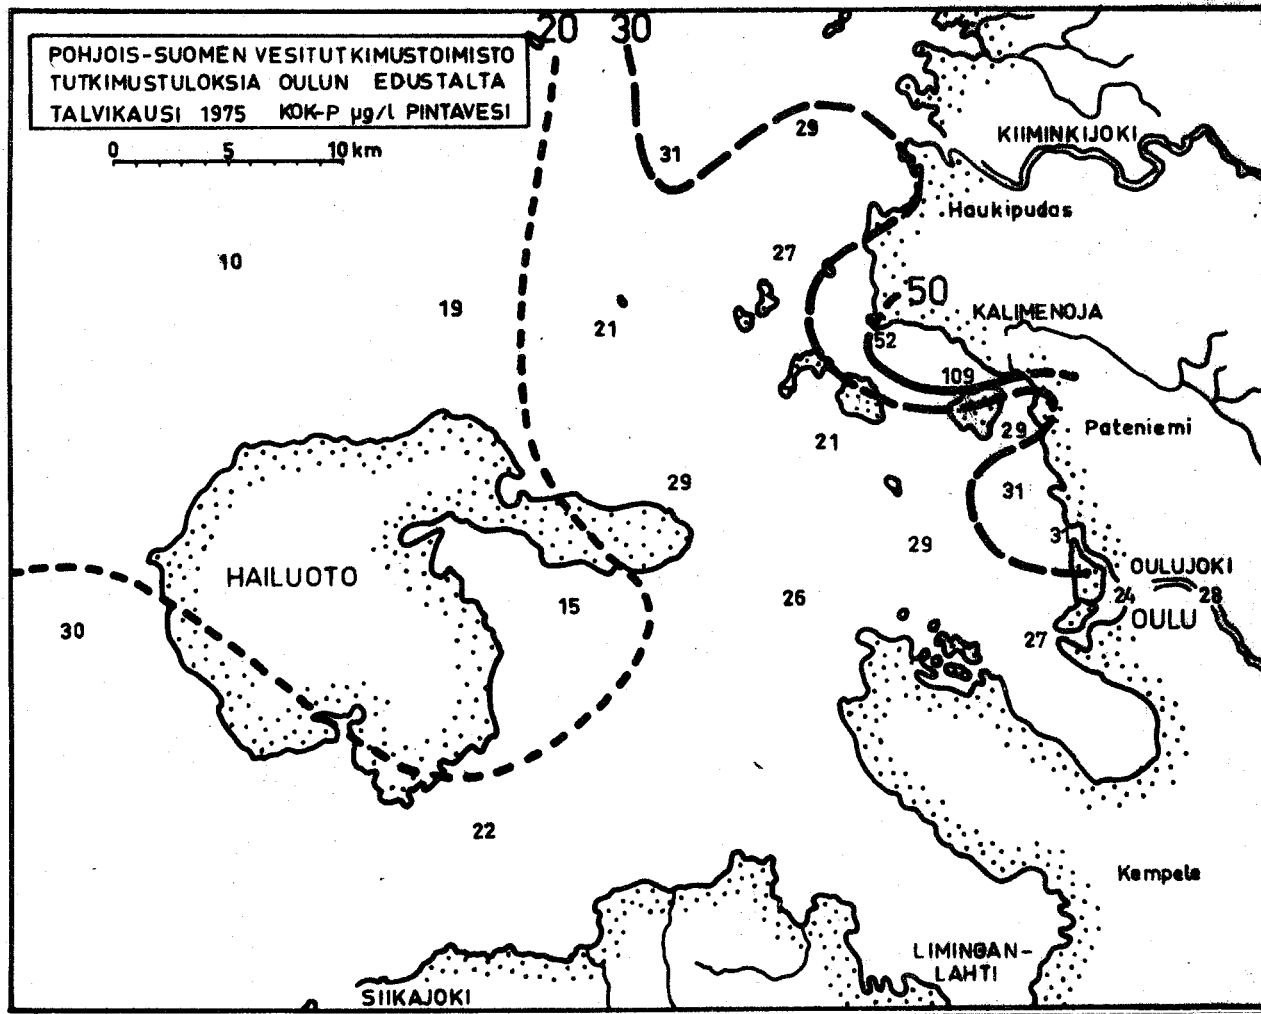 20 30
POHJOIS-SUOMEN VESITUTKIMUSTOIMISTO
TUTKIMUSTULOKSIA OULUN EDUSTALTA
TALVIKAUSI 1975 KOK-P µg/l PINTAVESI
0 5 10 km
29
KIIMINKIJOKI
31
Haukipudas
27
10
50
19
21
KALIMENOJA
52
109
21
29
Pateniemi
29
31
31
29
HAILUOTO
OULUJOKI
15
26
24
28
30
OULU
27
22
Kempele
LIMINGAN-
LAHTI
SIIKAJOKI